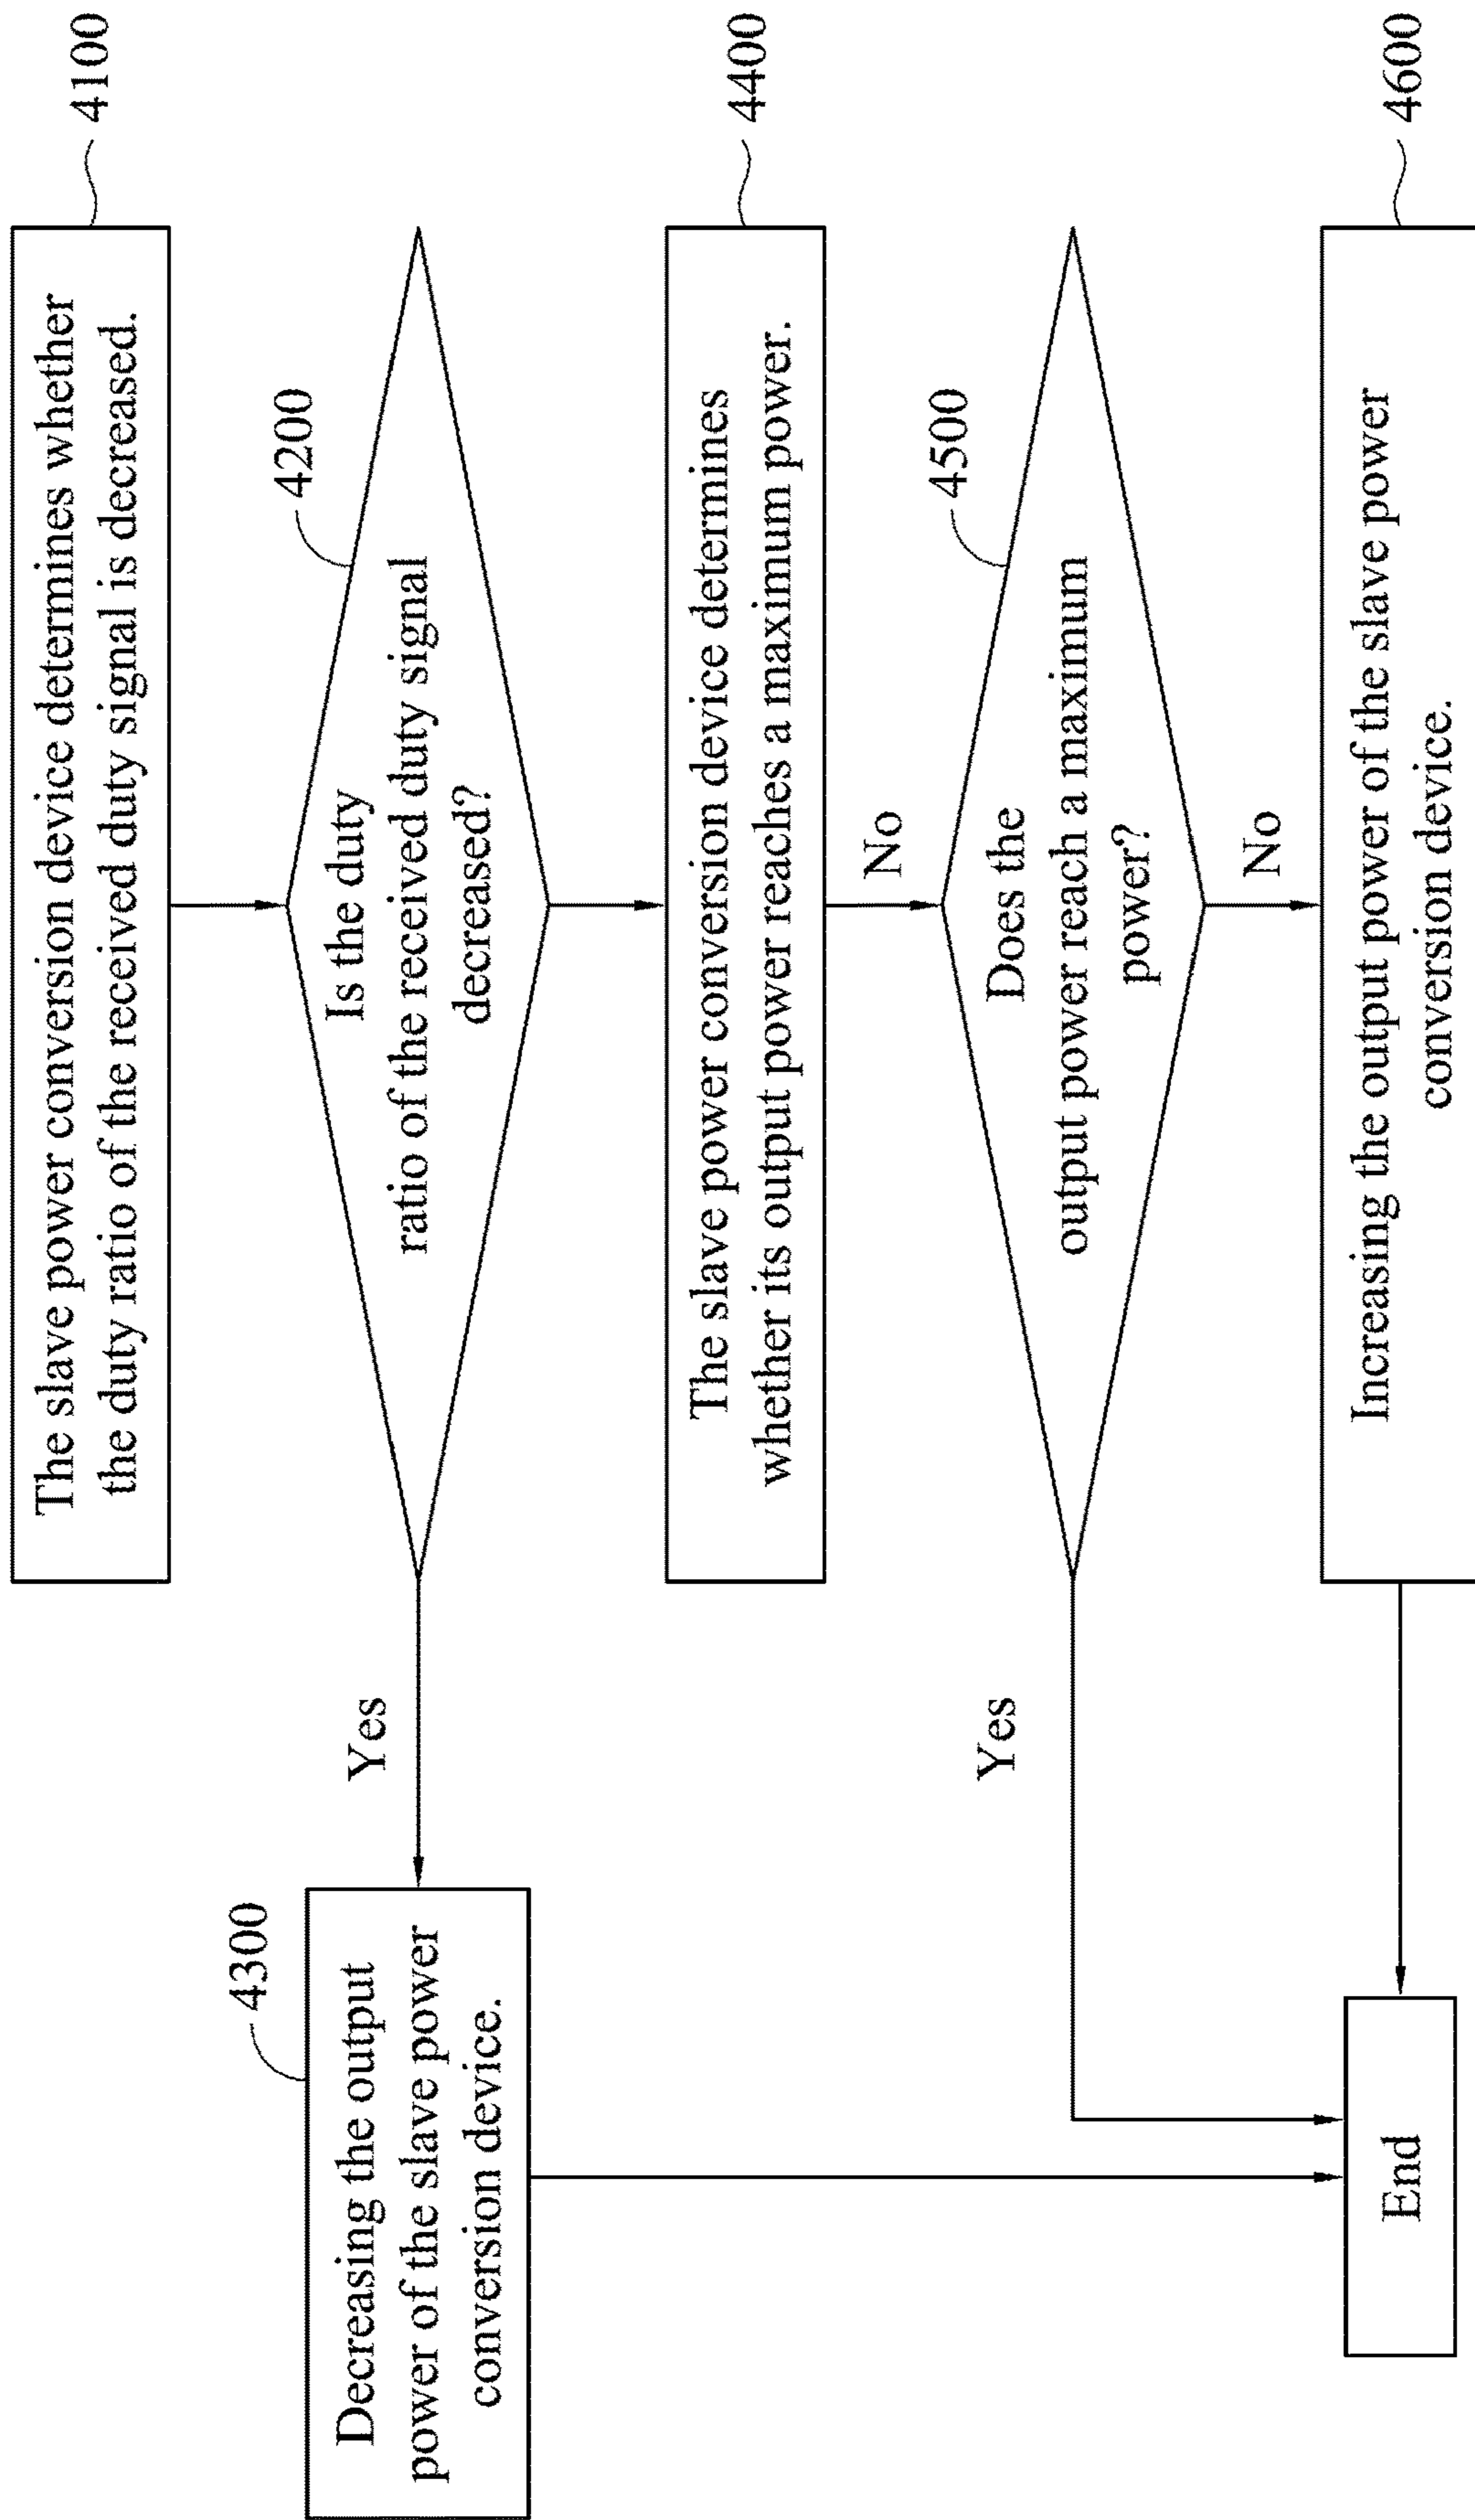 The slave power conversion device determines whether
the duty ratio of the received duty signal is decreased.
4100
Is the duty
ratio of the received duty signal
decreased?
4200
Yes
Decreasing the output
power of the slave power
conversion device.
4300
The slave power conversion device determines
whether its output power reaches a maximum power.
4400
No
Does the
output power reach a maximum
power?
4500
Yes
No
Increasing the output power of the slave power
conversion device.
4600
End